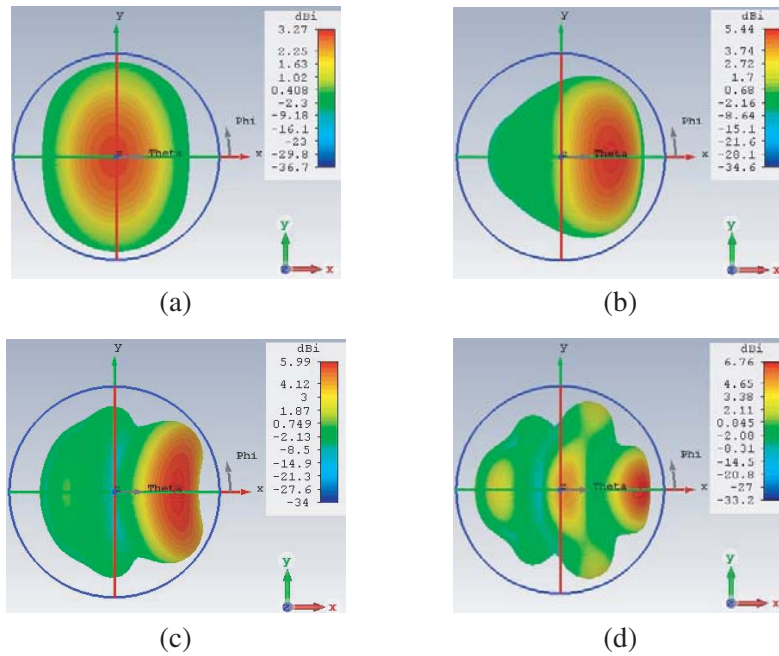 y
Phi
Theta
x
y
z
x
dBi
3.27
2.25
1.63
1.02
0.408
-2.3
-9.18
-16.1
-23
-29.8
-36.7
(a)
y
Phi
Theta
x
y
z
x
dBi
5.44
3.74
2.72
1.7
0.68
-2.16
-8.64
-15.1
-21.6
-28.1
-34.6
(b)
y
Phi
Theta
x
y
z
x
dBi
5.99
4.12
3
1.87
0.749
-2.13
-8.5
-14.9
-21.3
-27.6
-34
(c)
y
Phi
Theta
x
y
z
x
dBi
6.76
4.65
3.38
2.11
0.845
-2.08
-8.31
-14.5
-20.8
-27
-33.2
(d)